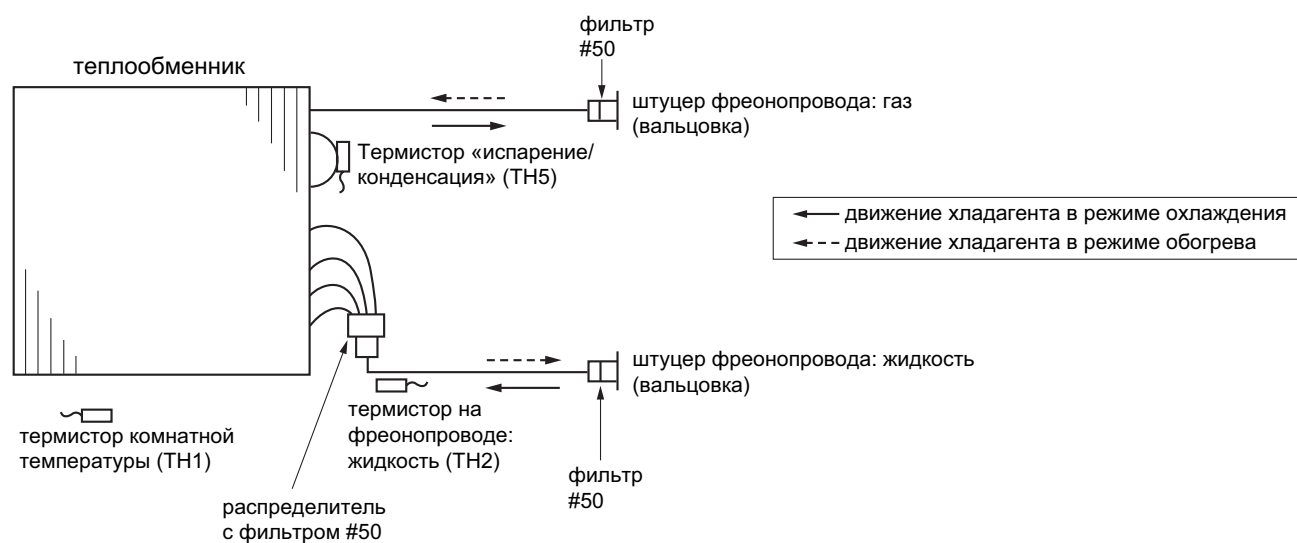 фильтр
#50
теплообменник
штуцер фреонопровода: газ
(вальцовка)
Термистор «испарение/
конденсация» (TH5)
движение хладагента в режиме охлаждения
движение хладагента в режиме обогрева
штуцер фреонопровода: жидкость
(вальцовка)
термистор комнатной
температуры (TH1)
термистор на
фреонопроводе:
жидкость (TH2)
фильтр
#50
распределитель
с фильтром #50